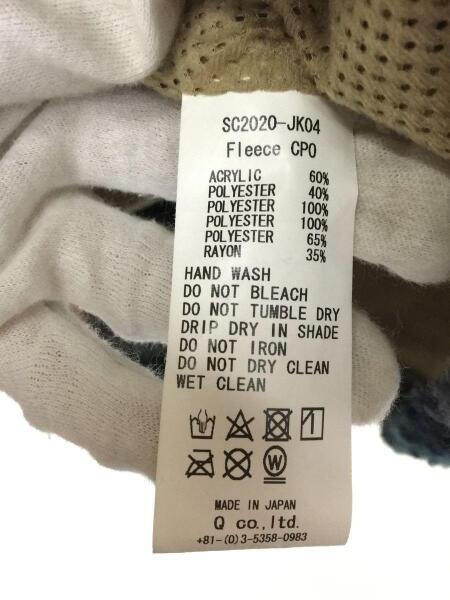 SC2020-JK04
Fleece CPO
ACRYLIC 60%
POLYESTER 40%
POLYESTER 100%
POLYESTER 100%
POLYESTER 65%
RAYON 35%
HAND WASH
DO NOT BLEACH
DO NOT TUMBLE DRY
DRIP DRY IN SHADE
DO NOT IRON
DO NOT DRY CLEAN
WET CLEAN
W
MADE IN JAPAN
Q co.,ltd.
+81-(0)3-5358-0983